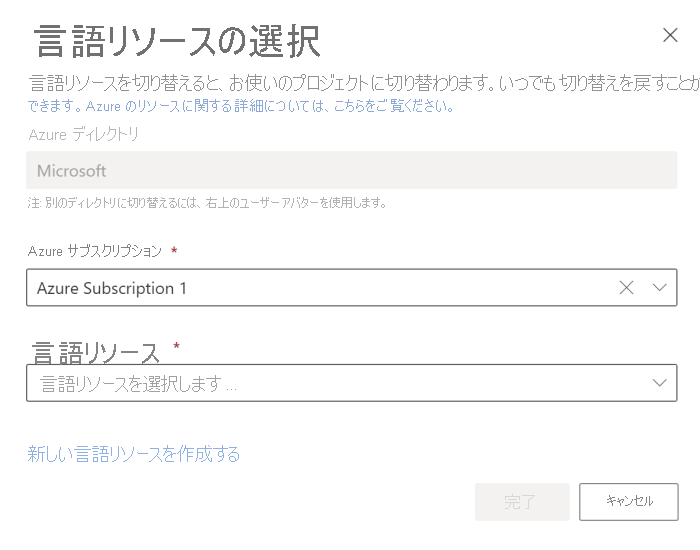 言語リソースの選択
言語リソースを切り替えると、お使いのプロジェクトに切り替わります。いつでも切り替えを戻すことが
できます。Azure のリソースに関する詳細については、こちらをご覧ください。
Azure ディレクトリ
Microsoft
注: 別のディレクトリに切り替えるには、右上のユーザーアバターを使用します。
Azure サブスクリプション *
Azure Subscription 1
言語リソース *
言語リソースを選択します ...
新しい言語リソースを作成する
完了
キャンセル